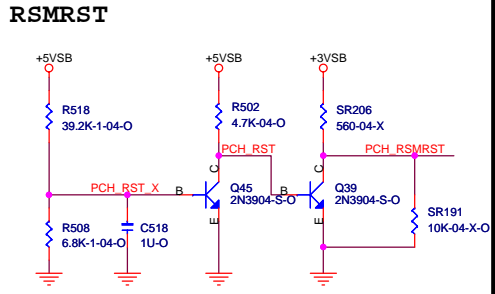 RSMRST
+5VSB +5VSB +3VSB
R518 R502 SR206
39.2K-1-04-O 4.7K-04-O 560-04-X
PCH_RST PCH_RSMRST
C C
PCH_RST_X B Q45 B Q39
2N3904-S-O 2N3904-S-O
E E
R508 C518 SR191
6.8K-1-04-O 1U-O 10K-04-X-O